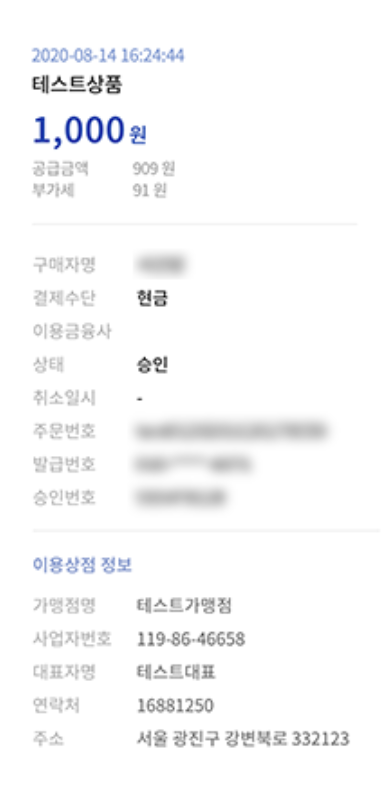 2020-08-14 16:24:44
테스트상품
1,000 원
공급금액 909 원
부가세 91 원
구매자명
결제수단 현금
이용금융사
상태 승인
취소일시 -
주문번호
발급번호
승인번호
이용상점 정보
가맹점명 테스트가맹점
사업자번호 119-86-46658
대표자명 테스트대표
연락처 16881250
주소 서울 광진구 강변북로 332123